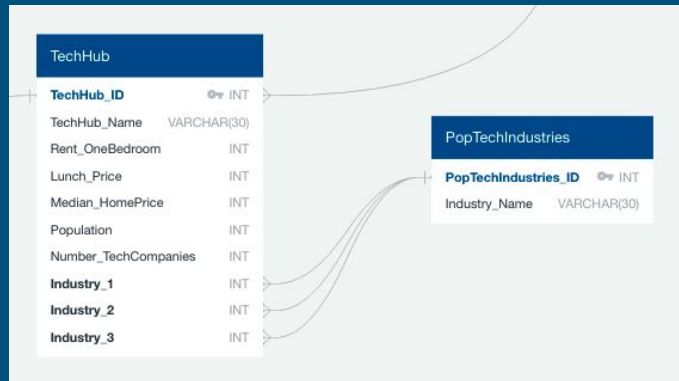 TechHub
TechHub_ID INT
TechHub_Name VARCHAR(30)
Rent_OneBedroom INT
Lunch_Price INT
Median_HomePrice INT
Population INT
Number_TechCompanies INT
Industry_1 INT
Industry_2 INT
Industry_3 INT
PopTechIndustries
PopTechIndustries_ID INT
Industry_Name VARCHAR(30)